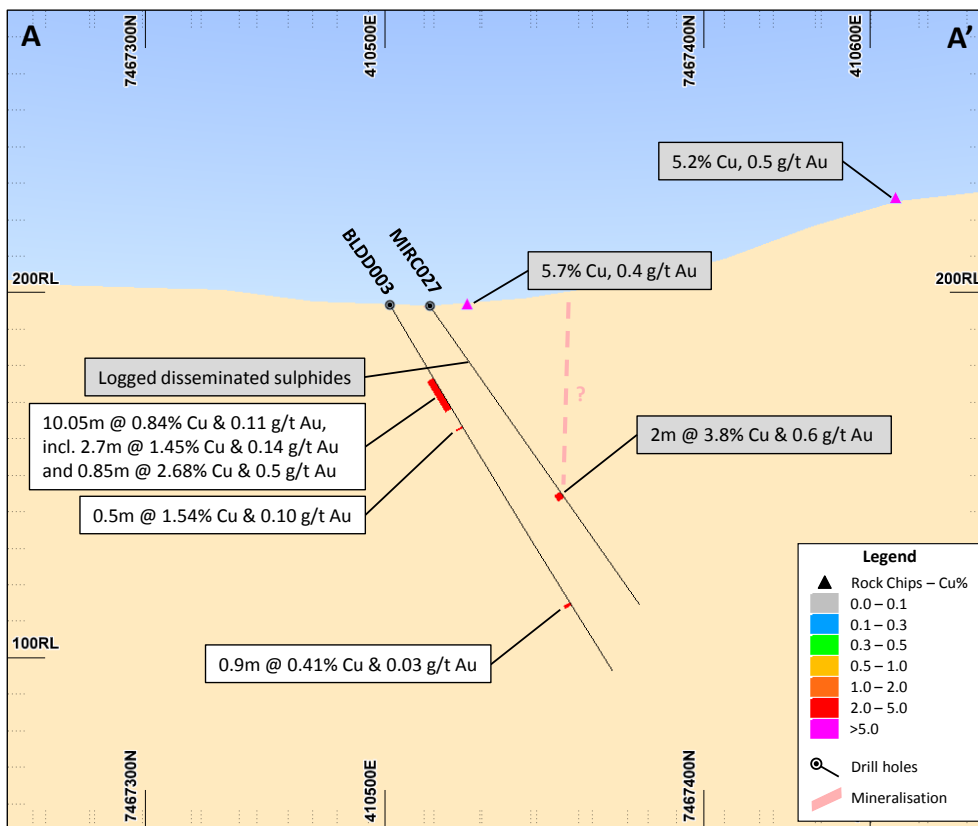 A
7467300N
410500E
7467400N
410600E
A'
5.2% Cu, 0.5 g/t Au
BLDD003
MIRC027
5.7% Cu, 0.4 g/t Au
200RL
200RL
Logged disseminated sulphides
?
10.05m @ 0.84% Cu & 0.11 g/t Au,
incl. 2.7m @ 1.45% Cu & 0.14 g/t Au
and 0.85m @ 2.68% Cu & 0.5 g/t Au
2m @ 3.8% Cu & 0.6 g/t Au
0.5m @ 1.54% Cu & 0.10 g/t Au
100RL
0.9m @ 0.41% Cu & 0.03 g/t Au
Legend
Rock Chips – Cu%
0.0 – 0.1
0.1 – 0.3
0.3 – 0.5
0.5 – 1.0
1.0 – 2.0
2.0 – 5.0
>5.0
Drill holes
Mineralisation
7467300N
410500E
7467400N